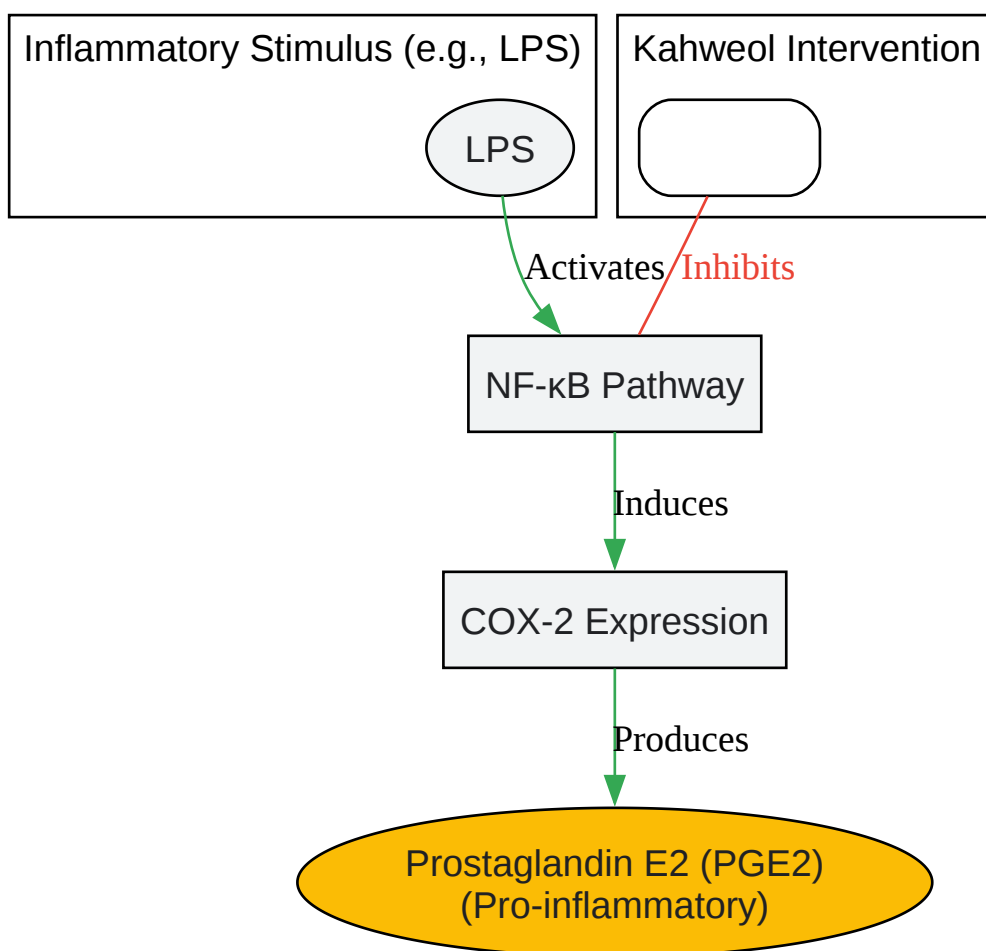 Inflammatory Stimulus (e.g., LPS)
Kahweol Intervention
LPS
Activates
Inhibits
NF-κB Pathway
Induces
COX-2 Expression
Produces
Prostaglandin E2 (PGE2)
(Pro-inflammatory)